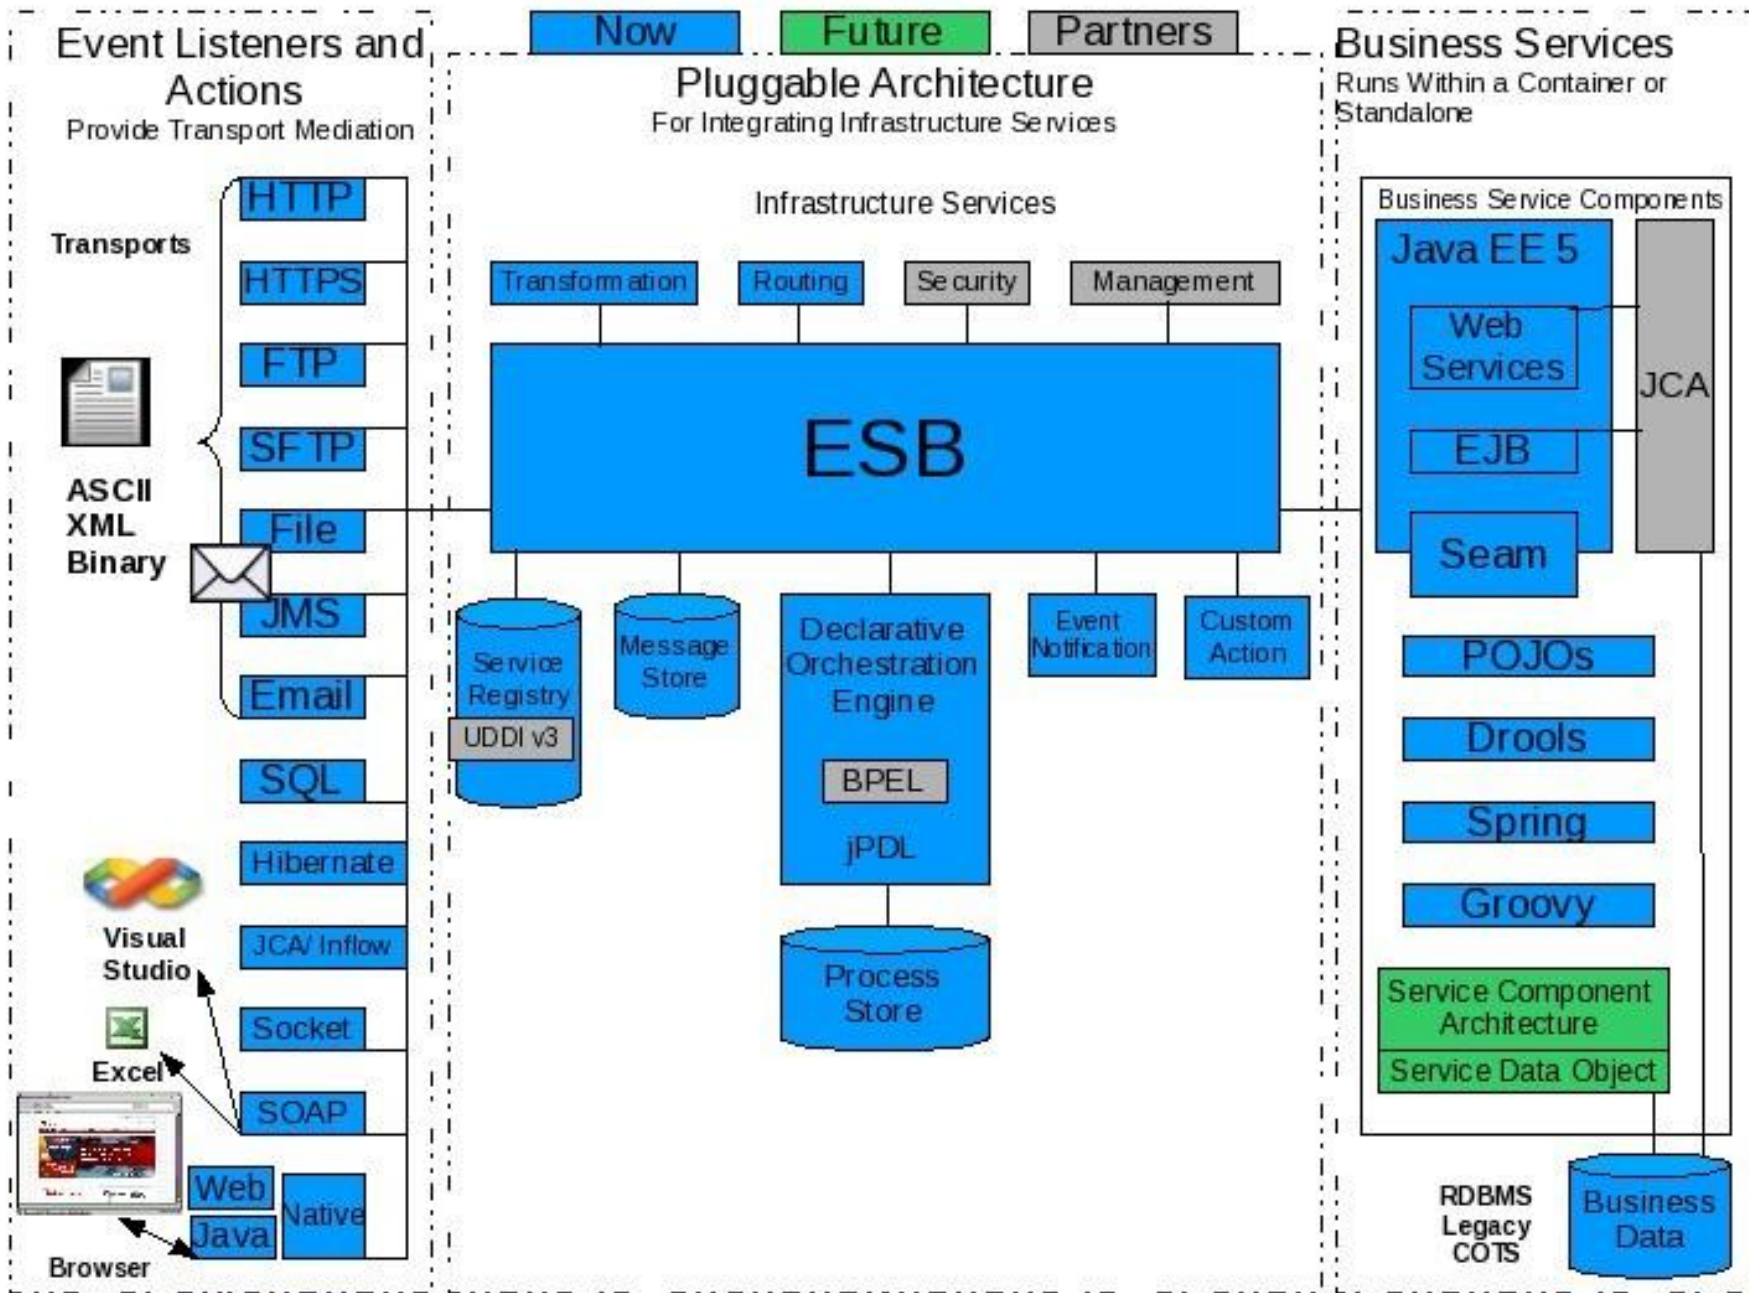 Now
Future
Partners
Event Listeners and
Actions
Provide Transport Mediation
Transports
HTTP
HTTPS
FTP
SFTP
File
JMS
Email
SQL
Hibernate
JCA/ Inflow
Socket
SOAP
Web
Java
Native
ASCII
XML
Binary
Visual
Studio
Excel
Browser
Pluggable Architecture
For Integrating Infrastructure Services
Infrastructure Services
Transformation
Routing
Security
Management
ESB
Service
Registry
UDDI v3
Message
Store
Declarative
Orchestration
Engine
BPEL
jPDL
Process
Store
Event
Notification
Custom
Action
Business Services
Runs Within a Container or
Standalone
Business Service Components
Java EE 5
Web
Services
EJB
Seam
JCA
POJOs
Drools
Spring
Groovy
Service Component
Architecture
Service Data Object
RDBMS
Legacy
COTS
Business
Data